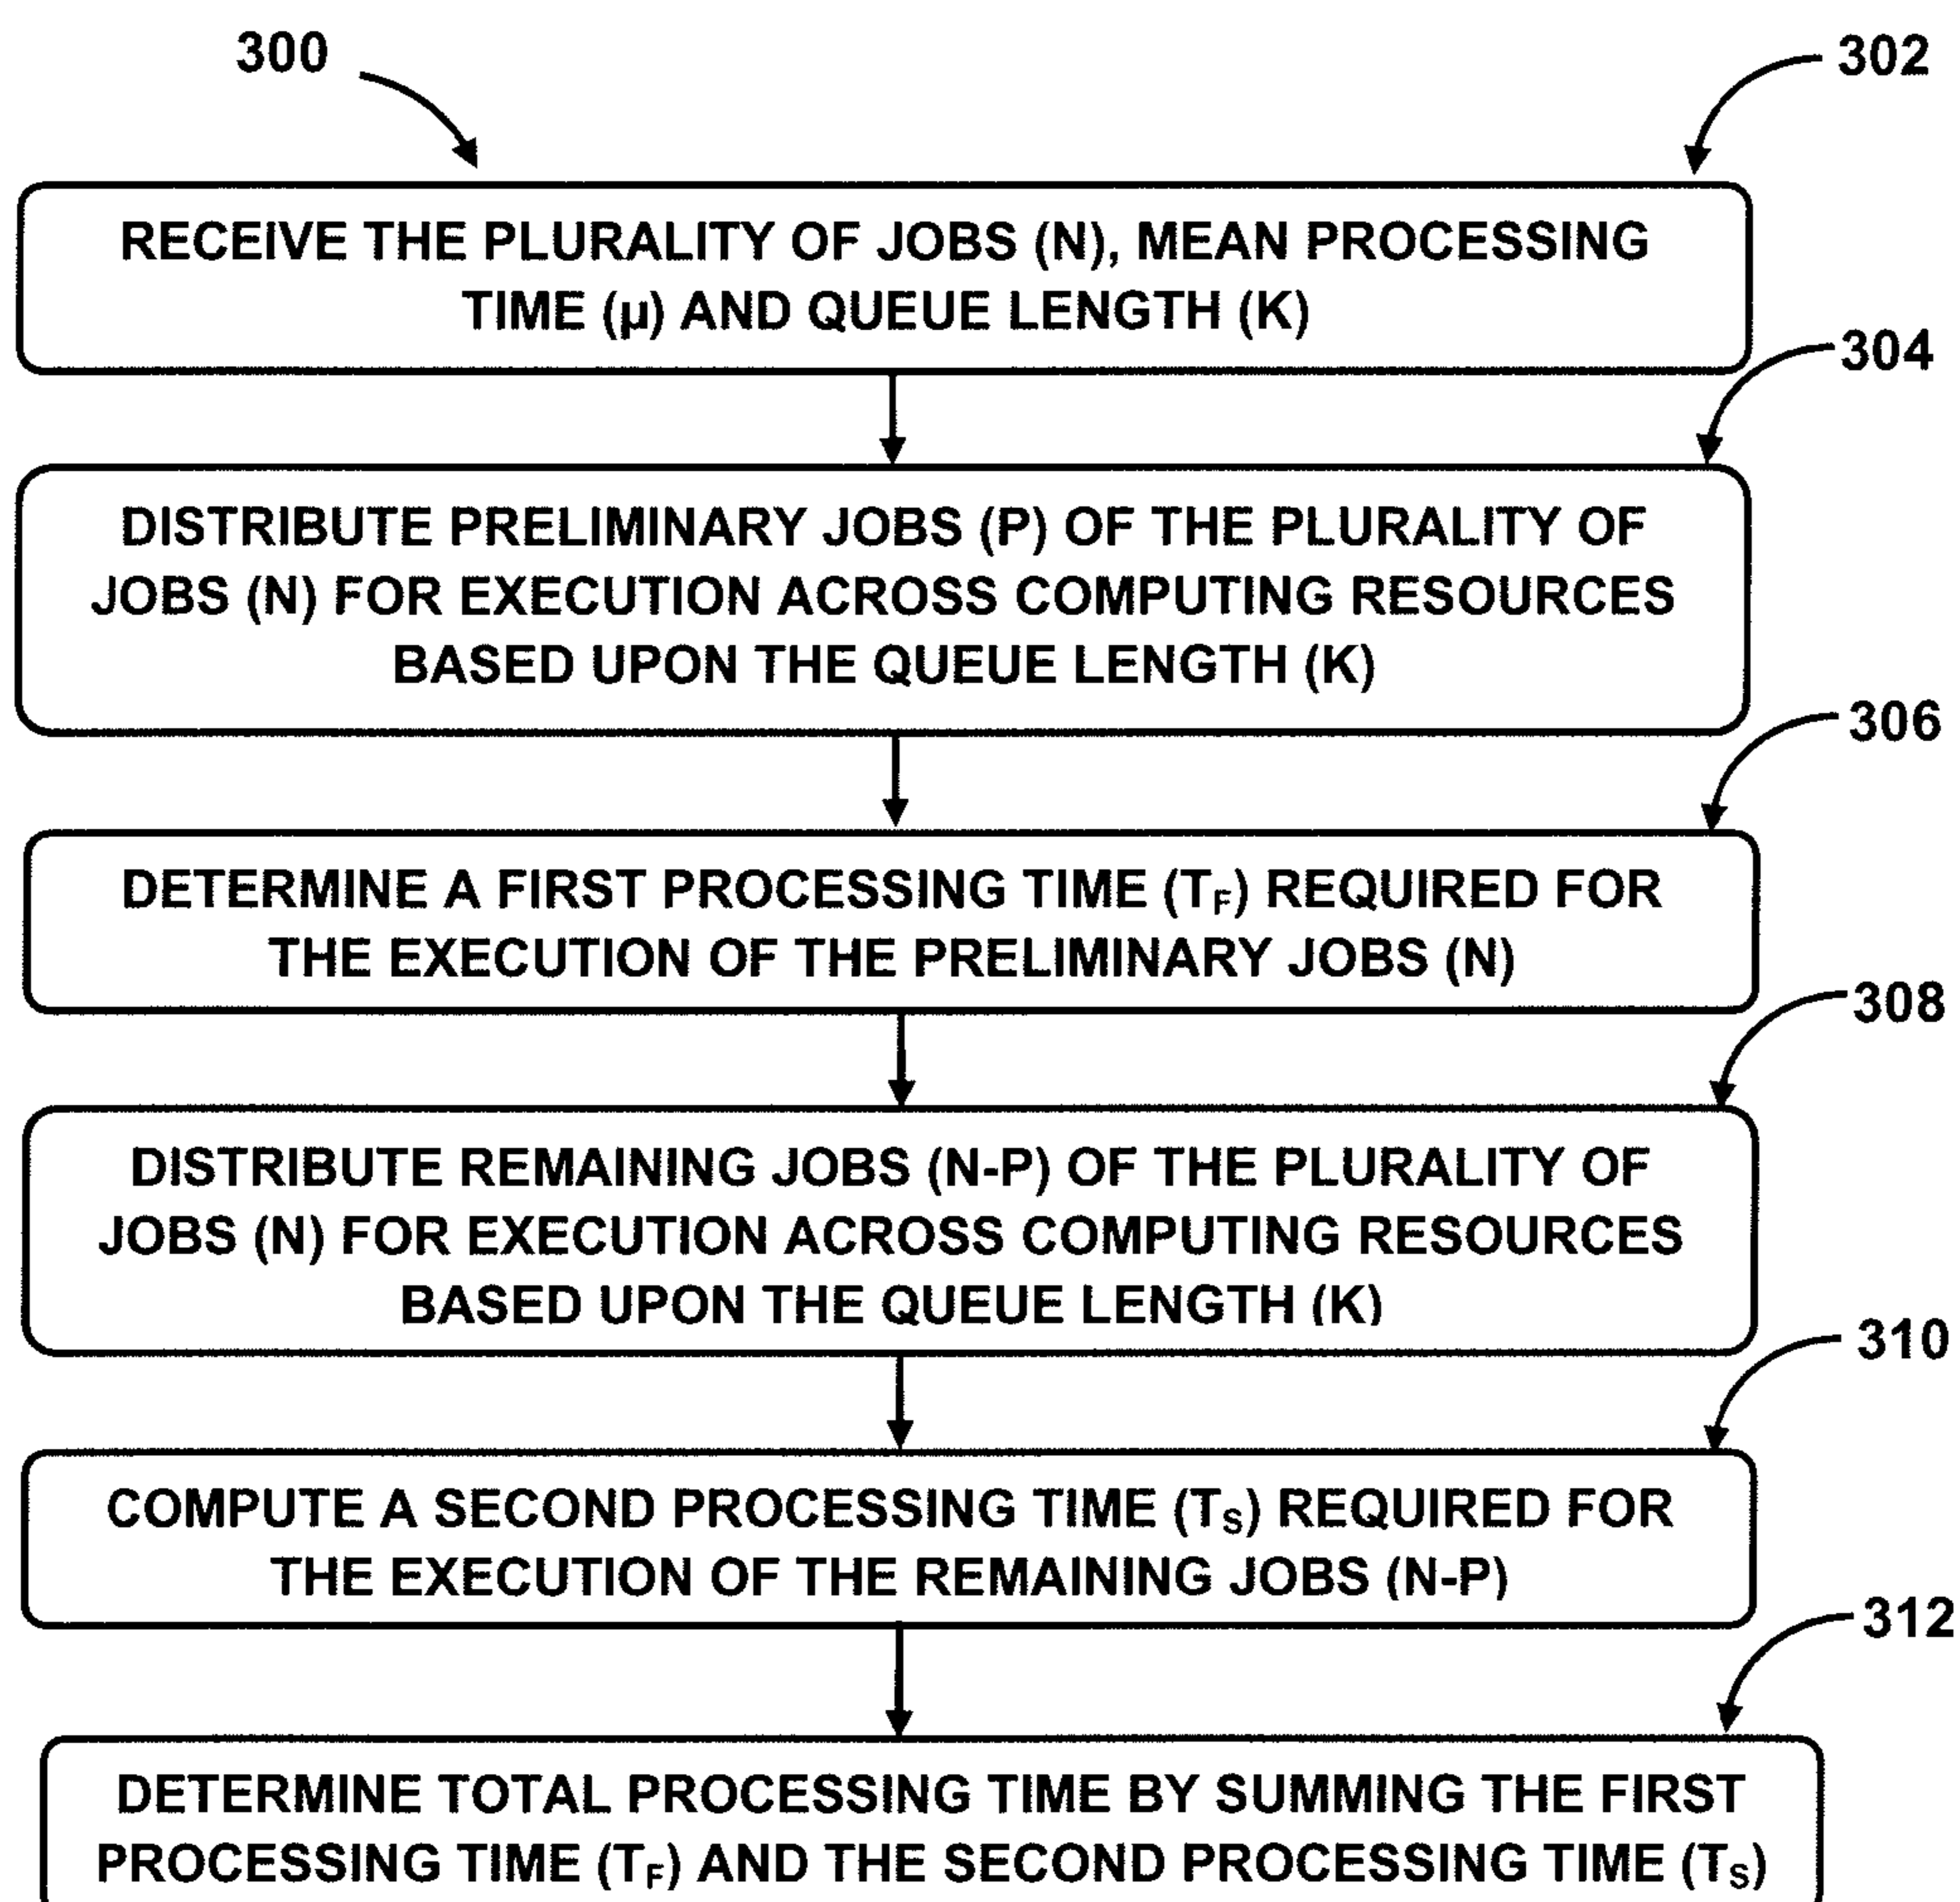 300
302
RECEIVE THE PLURALITY OF JOBS (N), MEAN PROCESSING
TIME (µ) AND QUEUE LENGTH (K)
304
DISTRIBUTE PRELIMINARY JOBS (P) OF THE PLURALITY OF
JOBS (N) FOR EXECUTION ACROSS COMPUTING RESOURCES
BASED UPON THE QUEUE LENGTH (K)
306
DETERMINE A FIRST PROCESSING TIME (TF) REQUIRED FOR
THE EXECUTION OF THE PRELIMINARY JOBS (N)
308
DISTRIBUTE REMAINING JOBS (N-P) OF THE PLURALITY OF
JOBS (N) FOR EXECUTION ACROSS COMPUTING RESOURCES
BASED UPON THE QUEUE LENGTH (K)
310
COMPUTE A SECOND PROCESSING TIME (TS) REQUIRED FOR
THE EXECUTION OF THE REMAINING JOBS (N-P)
312
DETERMINE TOTAL PROCESSING TIME BY SUMMING THE FIRST
PROCESSING TIME (TF) AND THE SECOND PROCESSING TIME (TS)